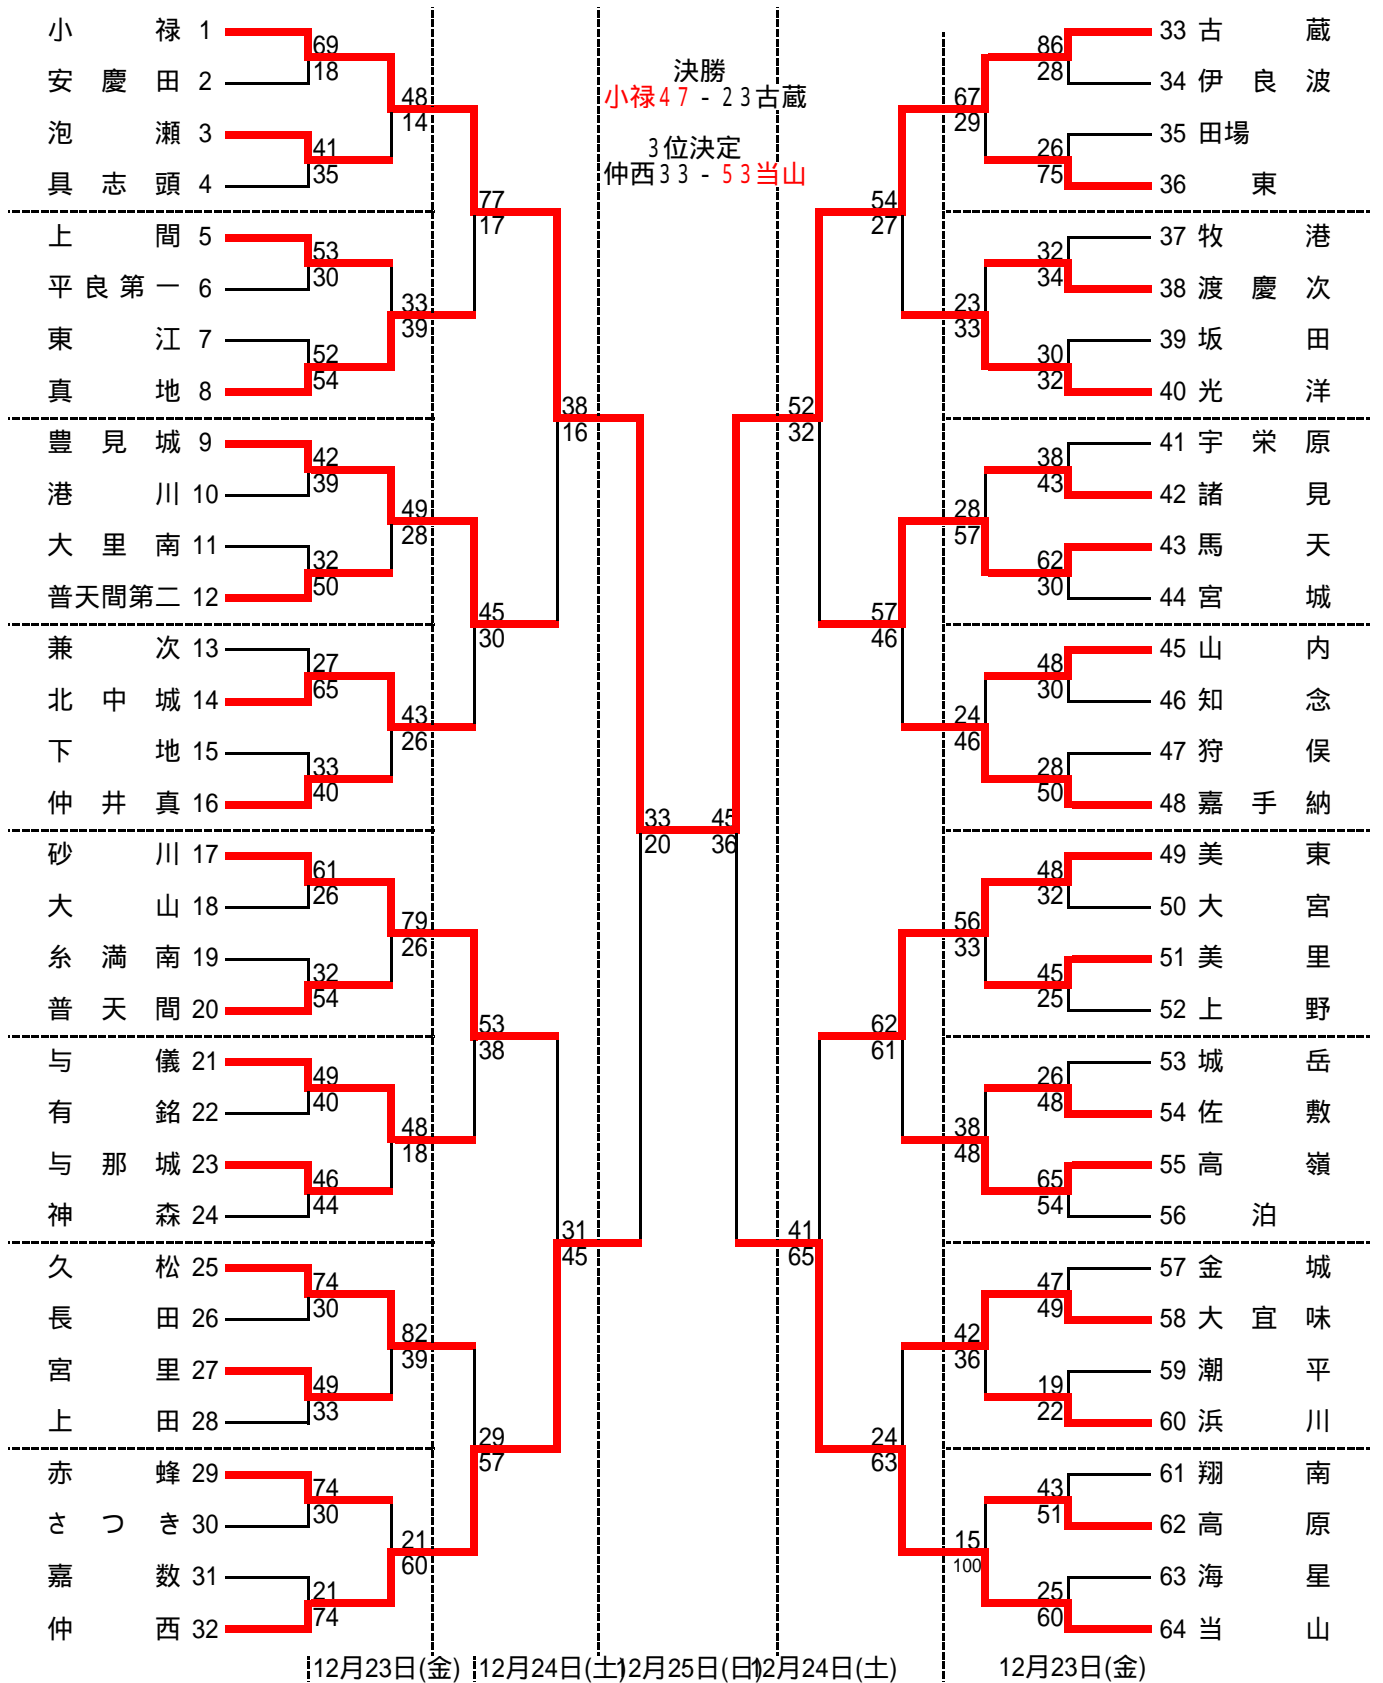 決勝
小禄47 - 23古蔵
3位決定
仲西33 - 53当山
小禄 1
69
18
安慶田 2
48
14
泡瀬 3
41
35
具志頭 4
77
17
上間 5
53
30
平良第一 6
33
39
東江 7
52
54
真地 8
38
16
豊見城 9
42
39
港川 10
49
28
大里南 11
32
50
普天間第二 12
45
30
兼次 13
27
65
北中城 14
43
26
下地 15
33
40
仲井真 16
33
20
砂川 17
61
26
大山 18
79
26
糸満南 19
32
54
普天間 20
53
38
与儀 21
49
40
有銘 22
48
18
与那城 23
46
44
神森 24
31
45
久松 25
74
30
長田 26
82
39
宮里 27
49
33
上田 28
29
57
赤蜂 29
74
30
さつき 30
21
60
嘉数 31
21
74
仲西 32
33 古蔵
86
28
34 伊良波
67
29
35 田場
26
75
36 東
54
27
37 牧港
32
34
38 渡慶次
23
33
39 坂田
30
32
40 光洋
52
32
41 宇栄原
38
43
42 諸見
28
57
43 馬天
62
30
44 宮城
57
46
45 山内
48
30
46 知念
24
46
47 狩俣
28
50
48 嘉手納
45
36
49 美東
48
32
50 大宮
56
33
51 美里
45
25
52 上野
62
61
53 城岳
26
48
54 佐敷
38
48
55 高嶺
65
54
56 泊
41
65
57 金城
47
49
58 大宜味
42
36
59 潮平
19
22
60 浜川
24
63
61 翔南
43
51
62 高原
15
100
63 海星
25
60
64 当山
12月23日(金)
12月24日(土)
12月25日(日)
12月24日(土)
12月23日(金)